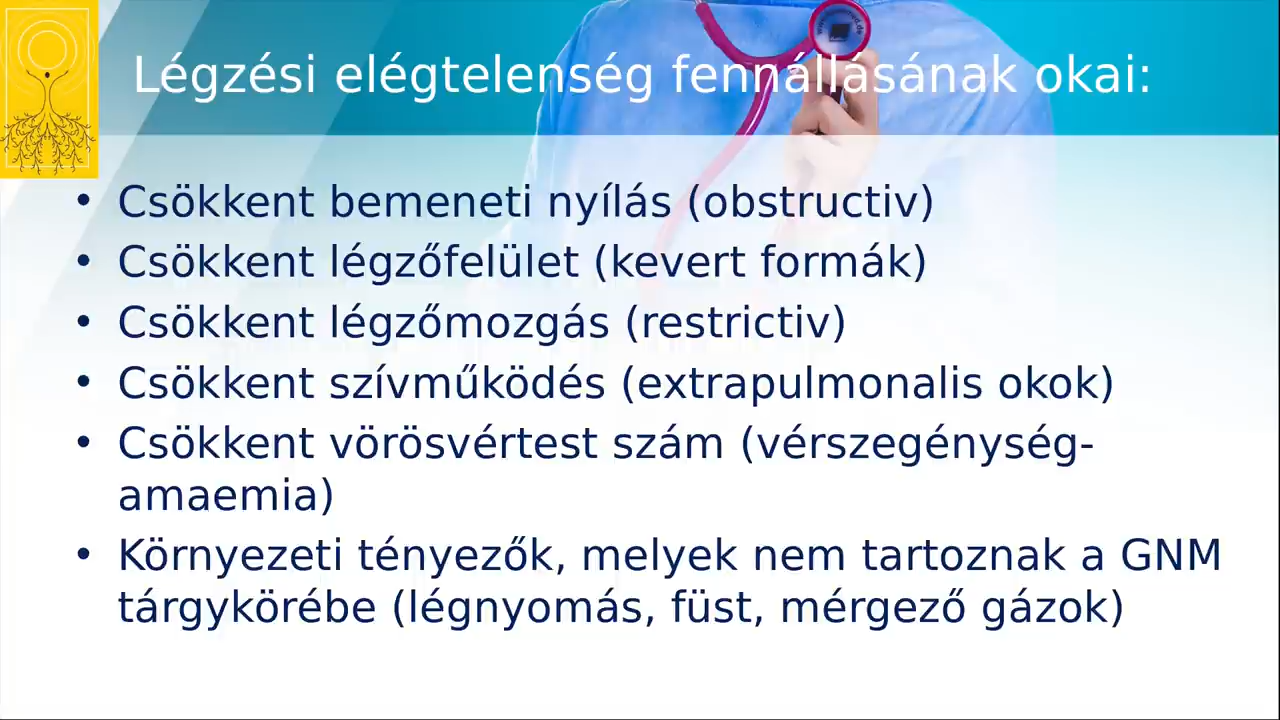 Légzési elégtelenség fennállásának okai:
• Csökkent bemeneti nyílás (obstructiv)
• Csökkent légzőfelület (kevert formák)
• Csökkent légzőmozgás (restrictiv)
• Csökkent szívműködés (extrapulmonalis okok)
• Csökkent vörösvértest szám (vérszegénység-
amaemia)
• Környezeti tényezők, melyek nem tartoznak a GNM
tárgykörébe (légnyomás, füst, mérgező gázok)